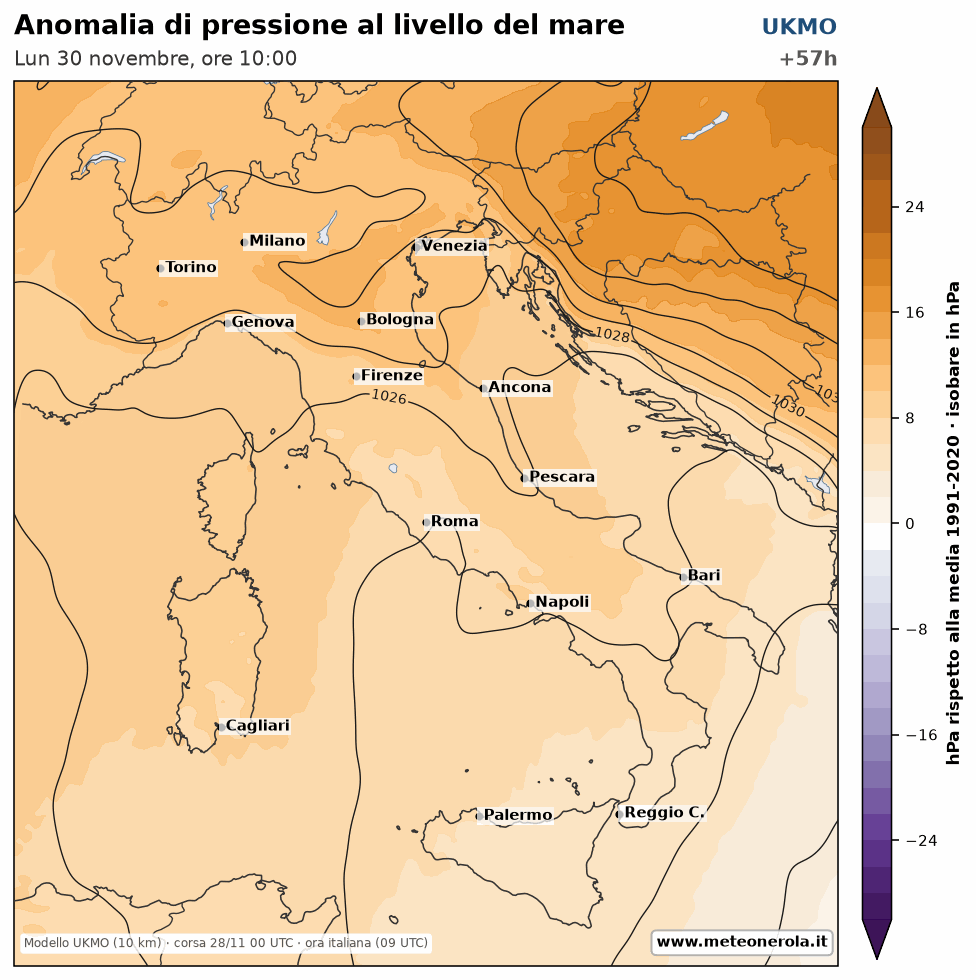 Anomalia di pressione al livello del mare
UKMO
Lun 30 novembre, ore 10:00
+57h
Milano
Venezia
Torino
Genova
Bologna
1028
Firenze
Ancona
1026
1030
Pescara
Roma
Bari
Napoli
Cagliari
Palermo
Reggio C.
Modello UKMO (10 km) · corsa 28/11 00 UTC · ora italiana (09 UTC)
www.meteonerola.it
24
16
8
0
−8
−16
−24
hPa rispetto alla media 1991-2020 · isobare in hPa